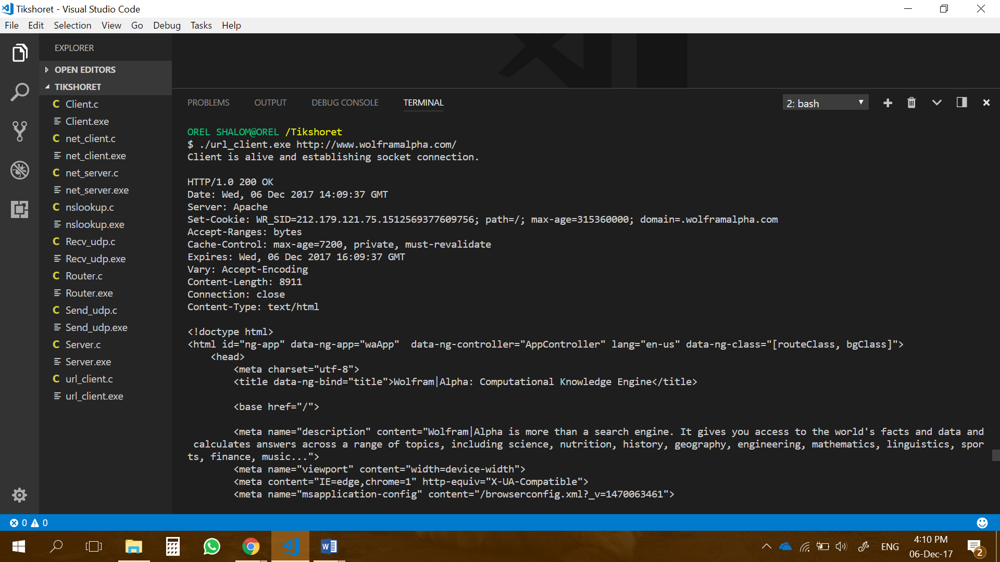 Tikshoret - Visual Studio Code
File Edit Selection View Go Debug Tasks Help
EXPLORER
OPEN EDITORS
TIKSHORET
C Client.c
Client.exe
C net_client.c
net_client.exe
C net_server.c
net_server.exe
C nslookup.c
nslookup.exe
C Recv_udp.c
Recv_udp.exe
C Router.c
Router.exe
C Send_udp.c
Send_udp.exe
C Server.c
Server.exe
C url_client.c
url_client.exe
PROBLEMS OUTPUT DEBUG CONSOLE TERMINAL
2: bash
OREL SHALOM@OREL /Tikshoret
$ ./url_client.exe http://www.wolframalpha.com/
Client is alive and establishing socket connection.
HTTP/1.0 200 OK
Date: Wed, 06 Dec 2017 14:09:37 GMT
Server: Apache
Set-Cookie: WR_SID=212.179.121.75.1512569377609756; path=/; max-age=315360000; domain=.wolframalpha.com
Accept-Ranges: bytes
Cache-Control: max-age=7200, private, must-revalidate
Expires: Wed, 06 Dec 2017 16:09:37 GMT
Vary: Accept-Encoding
Content-Length: 8911
Connection: close
Content-Type: text/html
<!doctype html>
<html id="ng-app" data-ng-app="waApp"  data-ng-controller="AppController" lang="en-us" data-ng-class="[routeClass, bgClass]">
<head>
<meta charset="utf-8">
<title data-ng-bind="title">Wolfram|Alpha: Computational Knowledge Engine</title>
<base href="/">
<meta name="description" content="Wolfram|Alpha is more than a search engine. It gives you access to the world's facts and data and
calculates answers across a range of topics, including science, nutrition, history, geography, engineering, mathematics, linguistics, spor
ts, finance, music...">
<meta name="viewport" content="width=device-width">
<meta content="IE=edge,chrome=1" http-equiv="X-UA-Compatible">
<meta name="msapplication-config" content="/browserconfig.xml?_v=1470063461">
0 0
ENG
4:10 PM
06-Dec-17
2